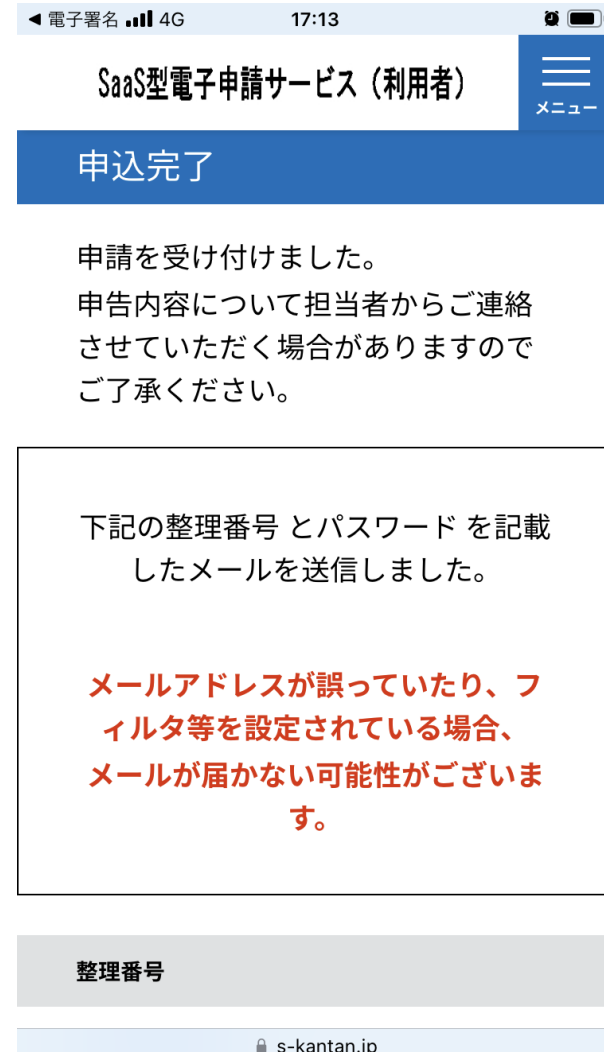 ◀ 電子署名 4G 17:13
SaaS型電子申請サービス（利用者）
メニュー
申込完了
申請を受け付けました。
申告内容について担当者からご連絡
させていただく場合がありますので
ご了承ください。
下記の整理番号 とパスワード を記載
したメールを送信しました。
メールアドレスが誤っていたり、フ
ィルタ等を設定されている場合、
メールが届かない可能性がございま
す。
整理番号
s-kantan.jp